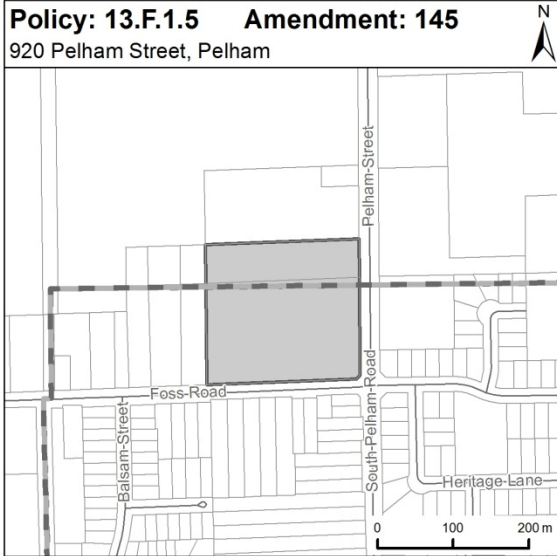 Policy: 13.F.1.5 Amendment: 145
920 Pelham Street, Pelham
N
Pelham-Street
Foss-Road
South-Pelham-Road
Balsam-Street
Heritage-Lane
0 100 200 m